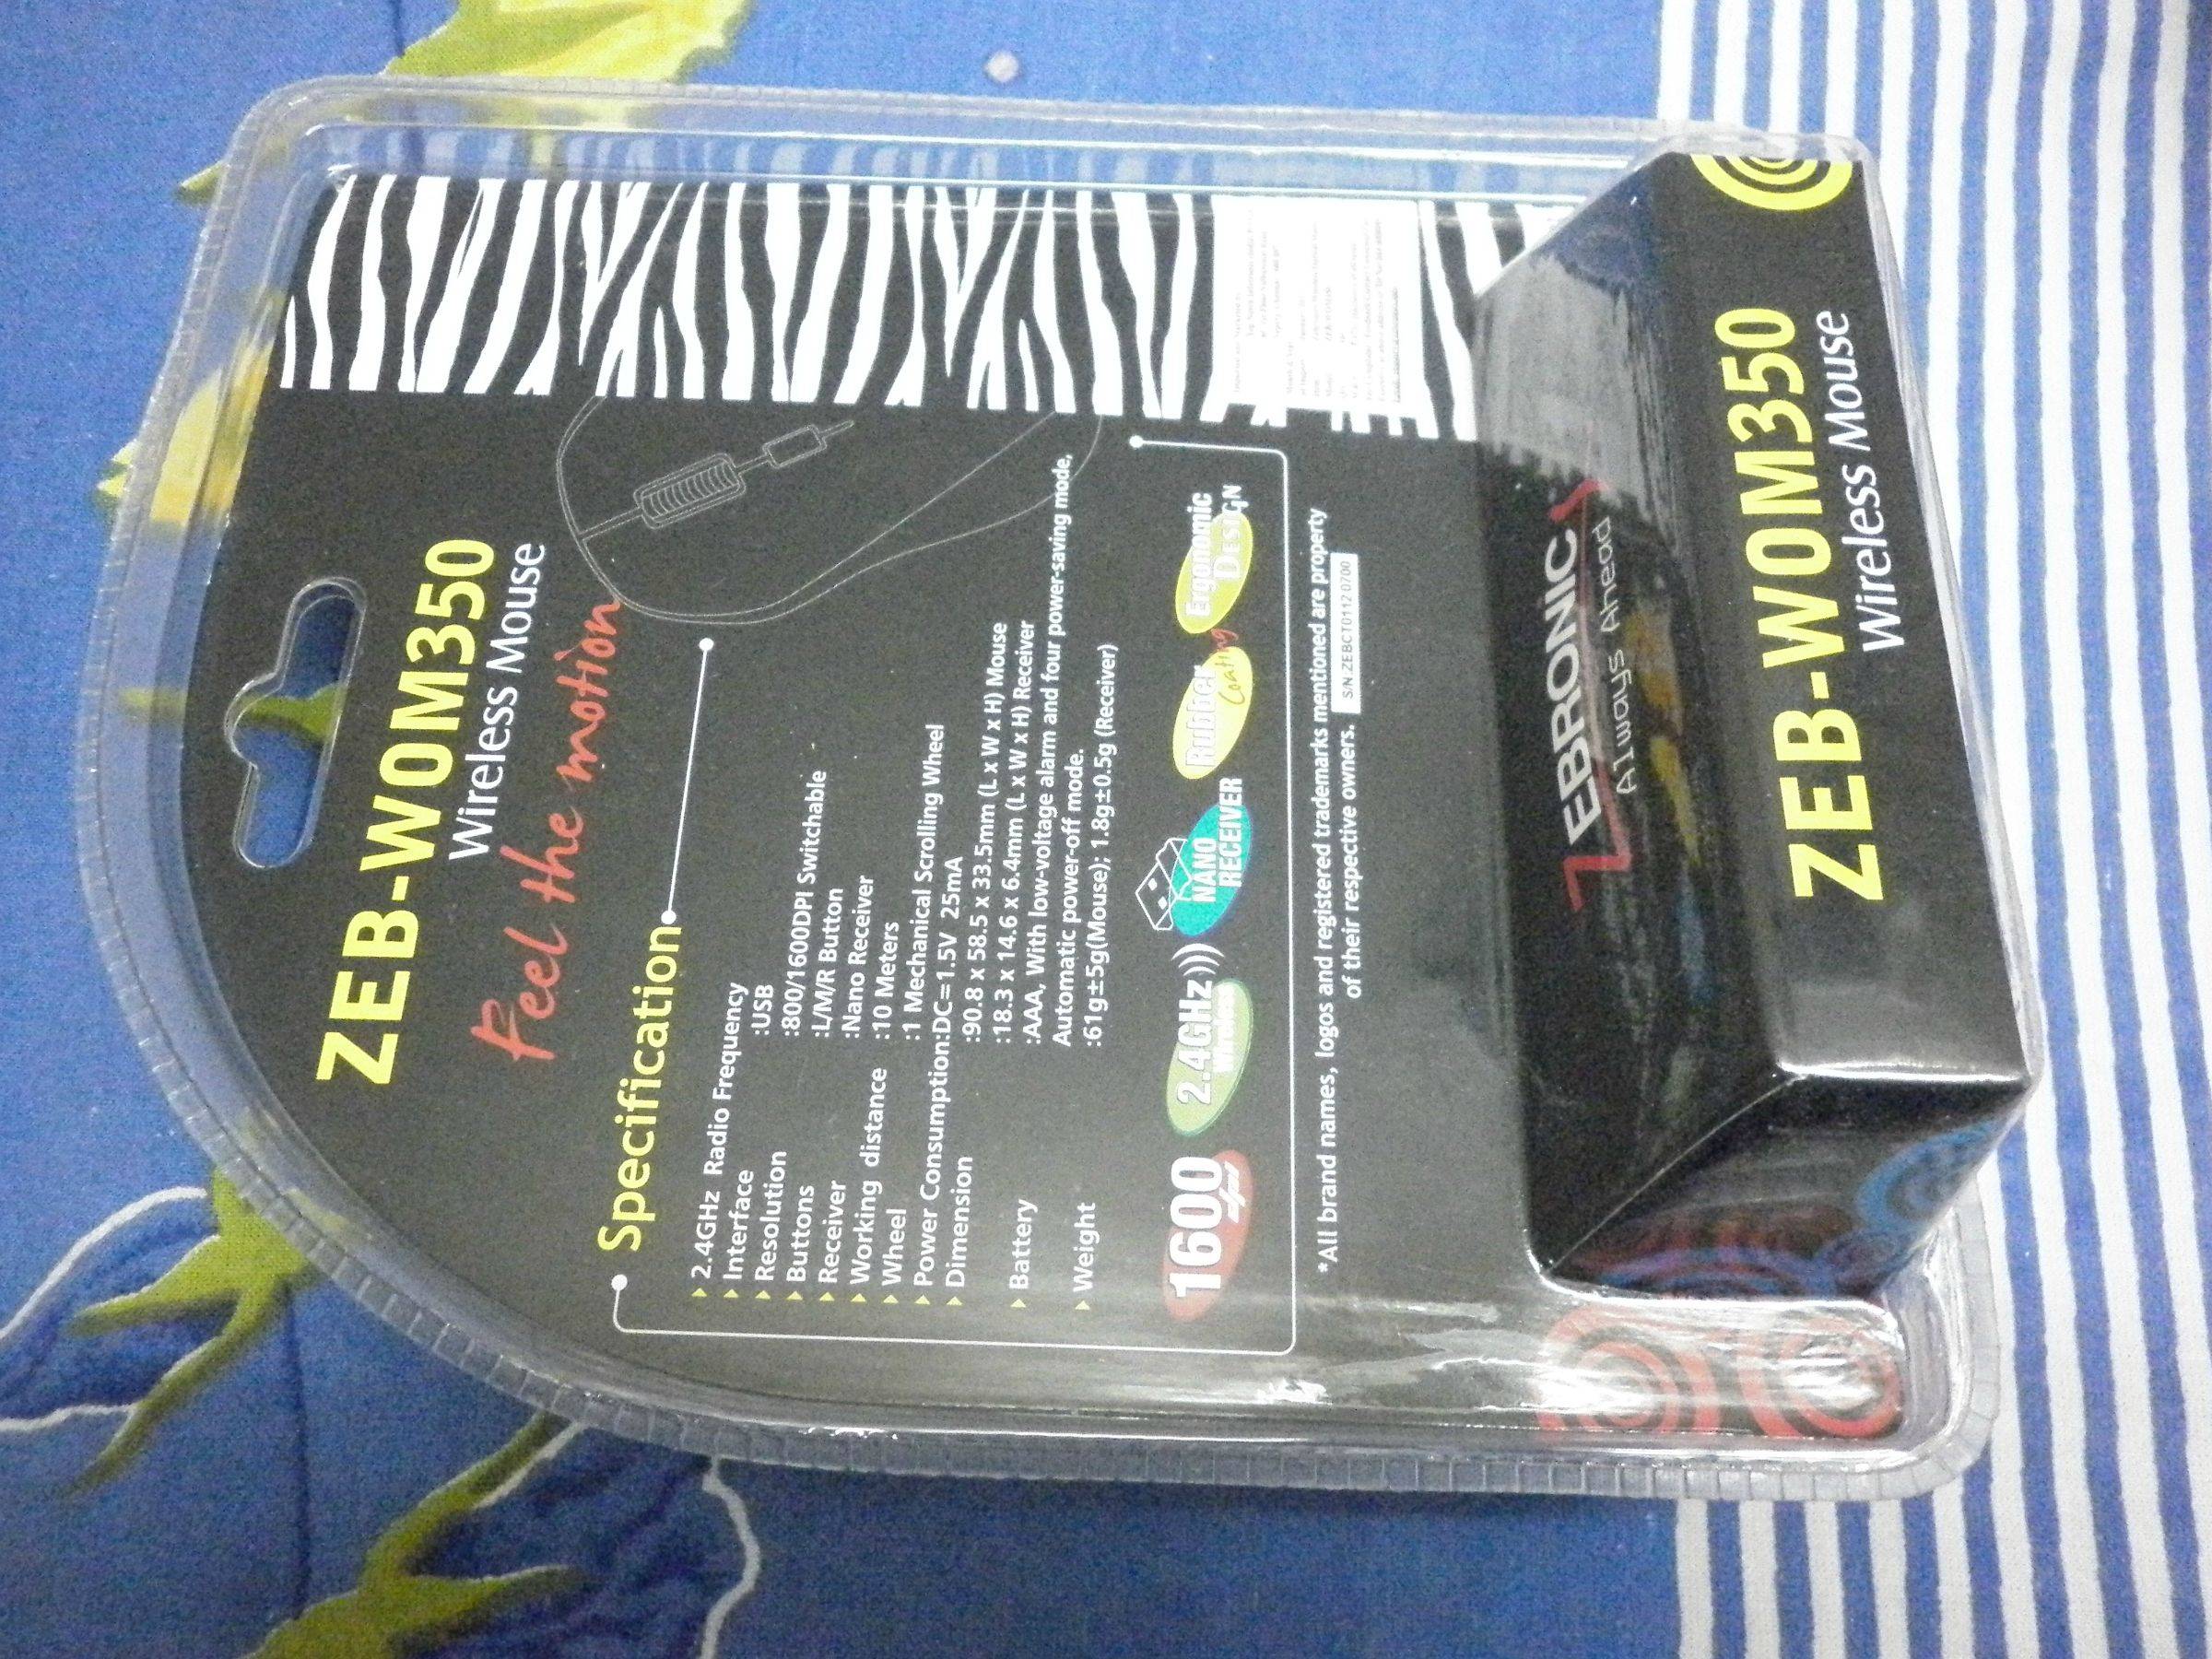 ZEB-WOM350
Wireless Mouse
Feel the motion
Specification
2.4GHz Radio Frequency
Interface :USB
Resolution :800/1600DPI Switchable
Buttons :L/M/R Button
Receiver :Nano Receiver
Working distance :10 Meters
Wheel :1 Mechanical Scrolling Wheel
Power Consumption:DC=1.5V 25mA
Dimension :90.8 x 58.5 x 33.5mm (L x W x H) Mouse
:18.3 x 14.6 x 6.4mm (L x W x H) Receiver
Battery :AAA, With low-voltage alarm and four power-saving mode,
Automatic power-off mode.
Weight :61g±5g(Mouse); 1.8g±0.5g (Receiver)
1600 dpi
2.4GHz
Wireless
NANO
RECEIVER
Rubber
Coating
Ergonomic
Design
*All brand names, logos and registered trademarks mentioned are property
of their respective owners.
S/N.ZEBCT011120700
ZEBRONIC
Always Ahead
ZEB-WOM350
Wireless Mouse